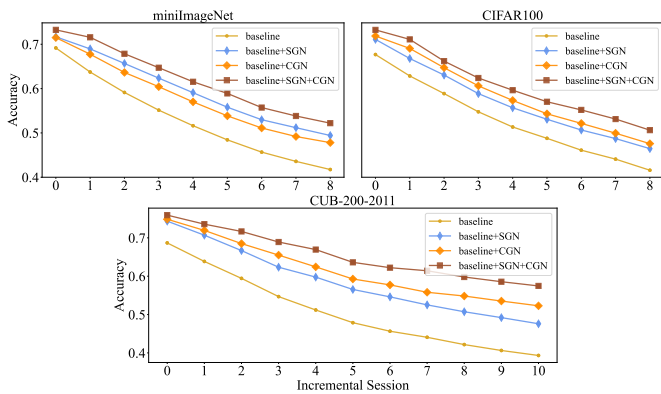 miniImageNet
Accuracy
0.7
0.6
0.5
0.4
baseline
baseline+SGN
baseline+CGN
baseline+SGN+CGN
0 1 2 3 4 5 6 7 8
CIFAR100
baseline
baseline+SGN
baseline+CGN
baseline+SGN+CGN
0 1 2 3 4 5 6 7 8
CUB-200-2011
Accuracy
0.7
0.6
0.5
0.4
baseline
baseline+SGN
baseline+CGN
baseline+SGN+CGN
0 1 2 3 4 5 6 7 8 9 10
Incremental Session